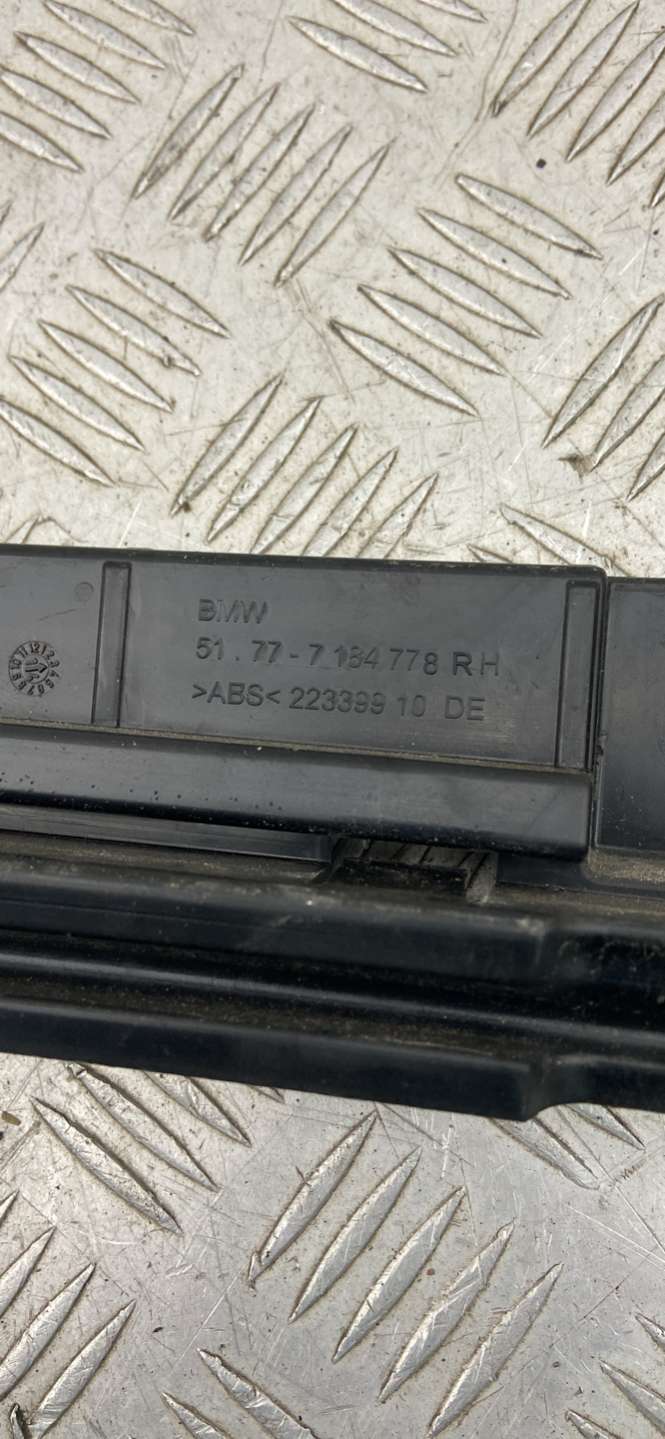 BMW
51.77-7 184 778 RH
>ABS< 223399 10 DE